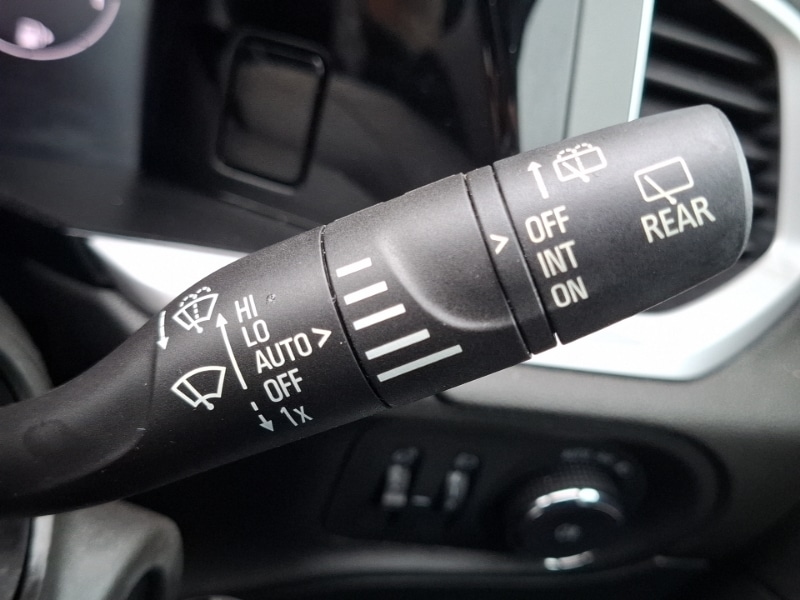 HI
LO
AUTO
OFF
1x
OFF
INT
ON
REAR